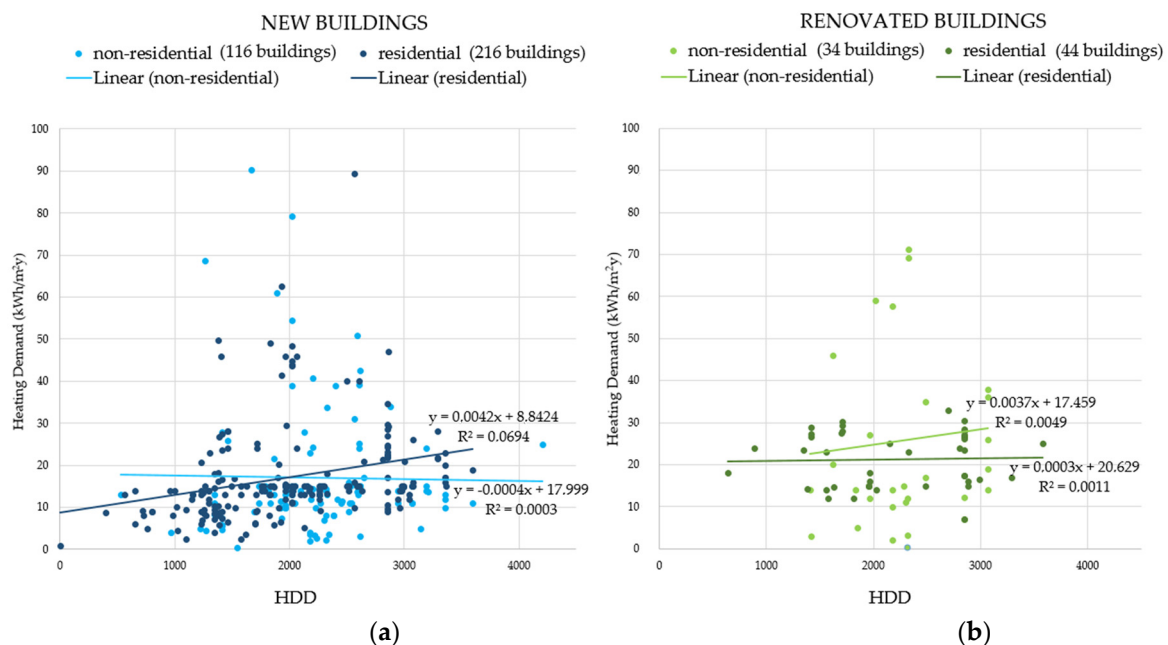 NEW BUILDINGS
non-residential (116 buildings) residential (216 buildings)
Linear (non-residential) Linear (residential)
100
90
80
70
60
50
40
30
20
10
0
Heating Demand (kWh/m²y)
y = 0.0042x + 8.8424
R² = 0.0694
y = -0.0004x + 17.999
R² = 0.0003
0 1000 2000 3000 4000
HDD
(a)
RENOVATED BUILDINGS
non-residential (34 buildings) residential (44 buildings)
Linear (non-residential) Linear (residential)
100
90
80
70
60
50
40
30
20
10
0
Heating Demand (kWh/m²y)
y = 0.0037x + 17.459
R² = 0.0049
y = 0.0003x + 20.629
R² = 0.0011
0 1000 2000 3000 4000
HDD
(b)